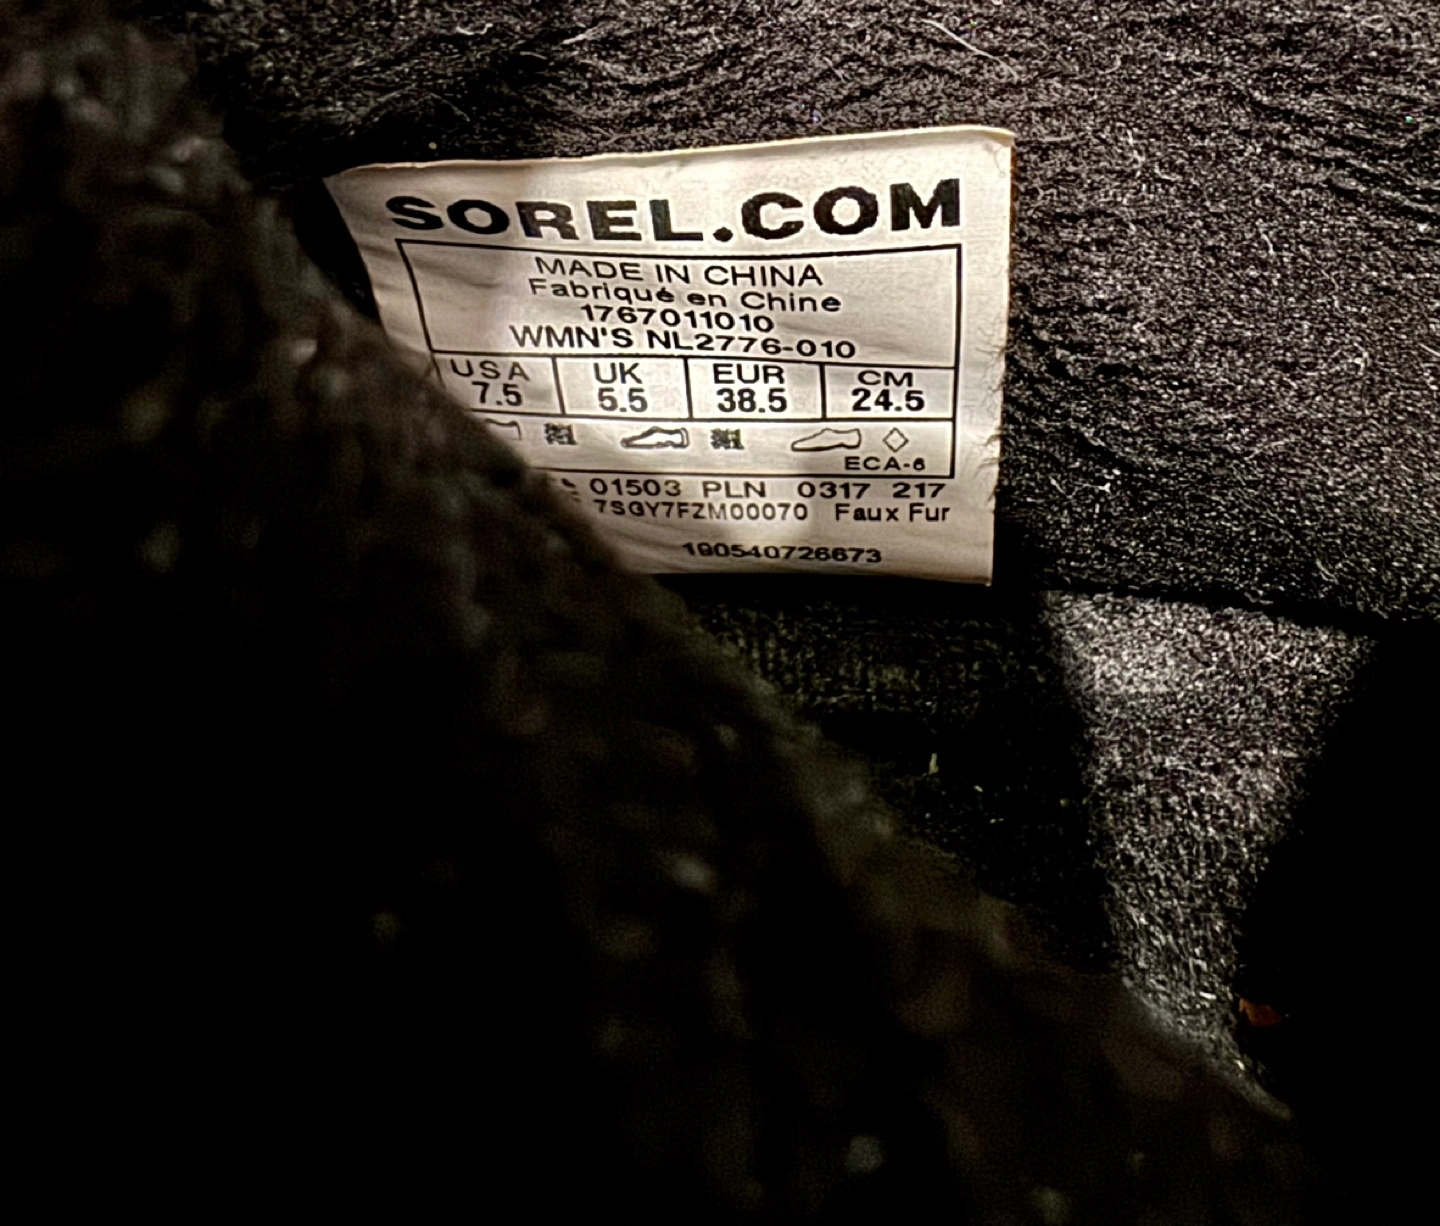 SOREL.COM
MADE IN CHINA
Fabriqué en Chine
1767011010
WMN'S NL2776-010
USA UK EUR CM
7.5 5.5 38.5 24.5
ECA-6
01503 PLN 0317 217
7SGY7FZM00070 Faux Fur
190540726673